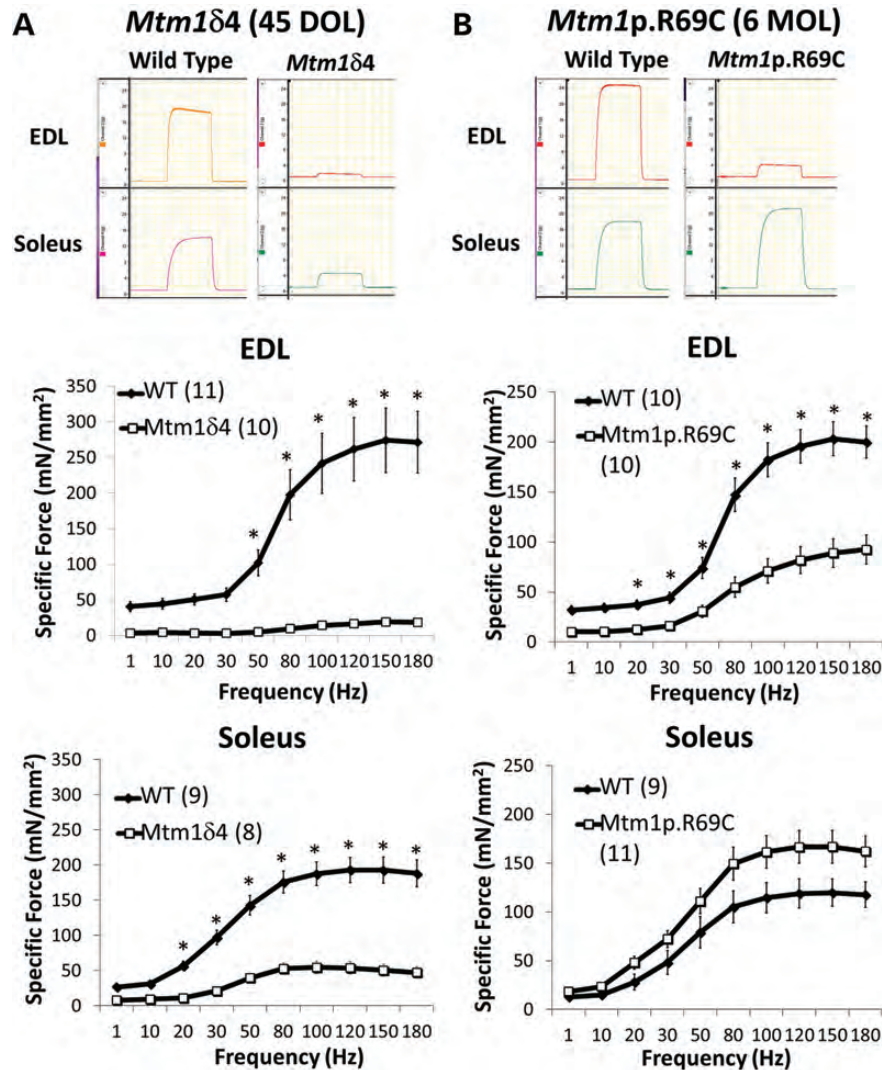 A
Mtm1δ4 (45 DOL)
Wild Type
Mtm1δ4
EDL
Soleus
B
Mtm1p.R69C (6 MOL)
Wild Type
Mtm1p.R69C
EDL
Specific Force (mN/mm²)
350
300
250
200
150
100
50
0
WT (11)
Mtm1δ4 (10)
* * * * * *
1 10 20 30 50 80 100 120 150 180
Frequency (Hz)
EDL
Specific Force (mN/mm²)
250
200
150
100
50
0
WT (10)
Mtm1p.R69C
(10)
* * * * * * * *
1 10 20 30 50 80 100 120 150 180
Frequency (Hz)
Soleus
Specific Force (mN/mm²)
350
300
250
200
150
100
50
0
WT (9)
Mtm1δ4 (8)
* * * * * * * *
1 10 20 30 50 80 100 120 150 180
Frequency (Hz)
Soleus
Specific Force (mN/mm²)
250
200
150
100
50
0
WT (9)
Mtm1p.R69C
(11)
1 10 20 30 50 80 100 120 150 180
Frequency (Hz)